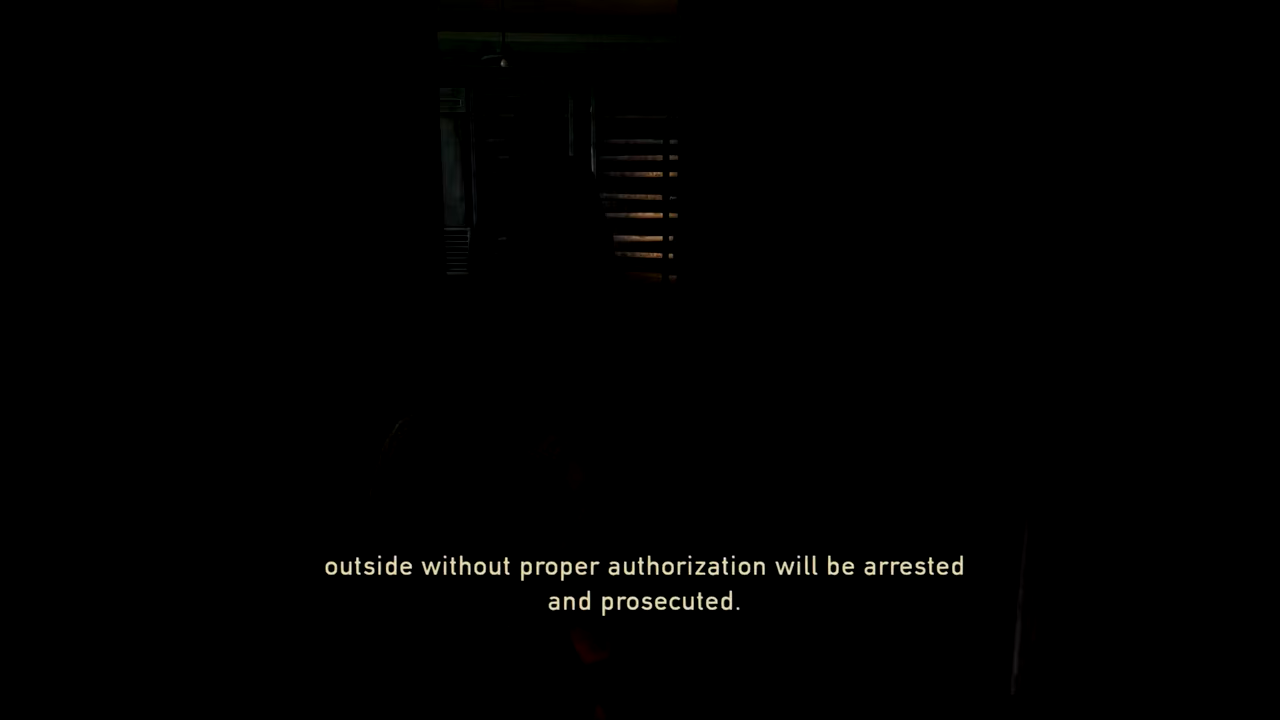 outside without proper authorization will be arrested
and prosecuted.